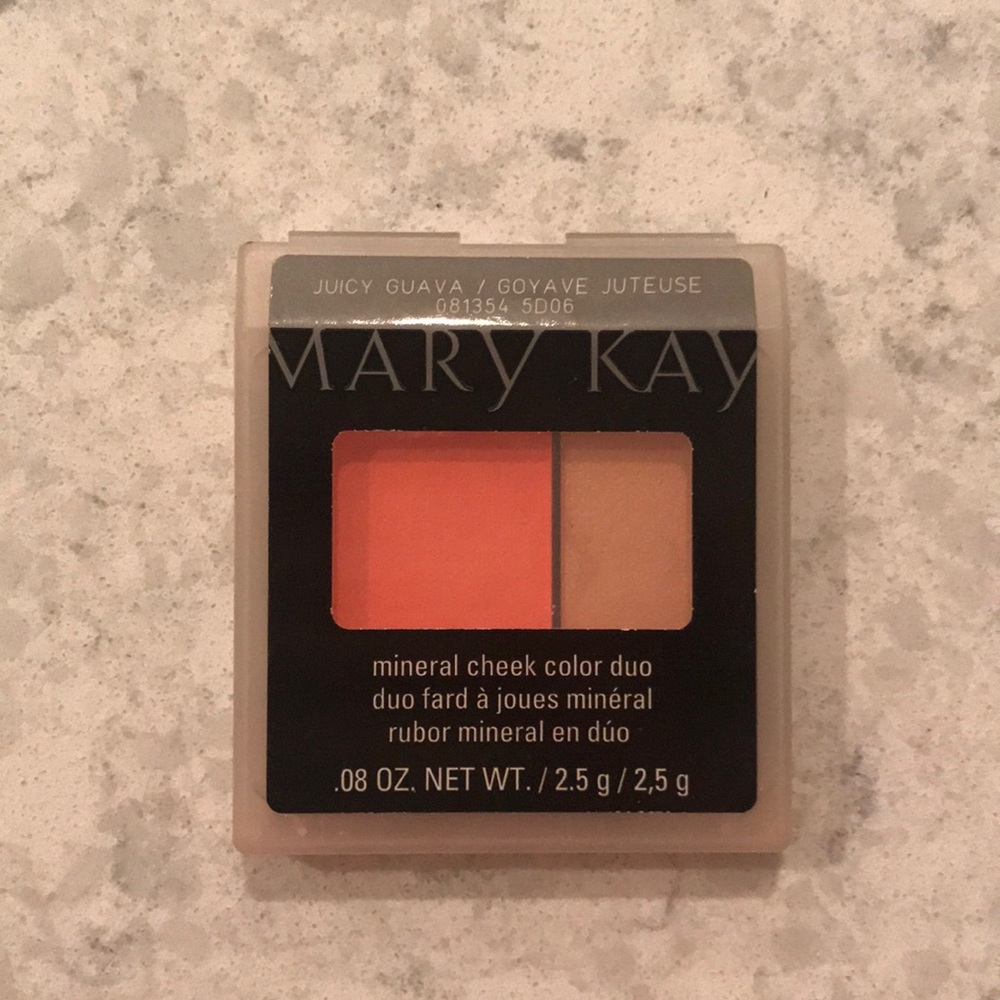 JUICY GUAVA / GOYAVE JUTEUSE
081354 5D06
MARY KAY
mineral cheek color duo
duo fard à joues minéral
rubor mineral en dúo
.08 OZ. NET WT. / 2.5 g / 2,5 g